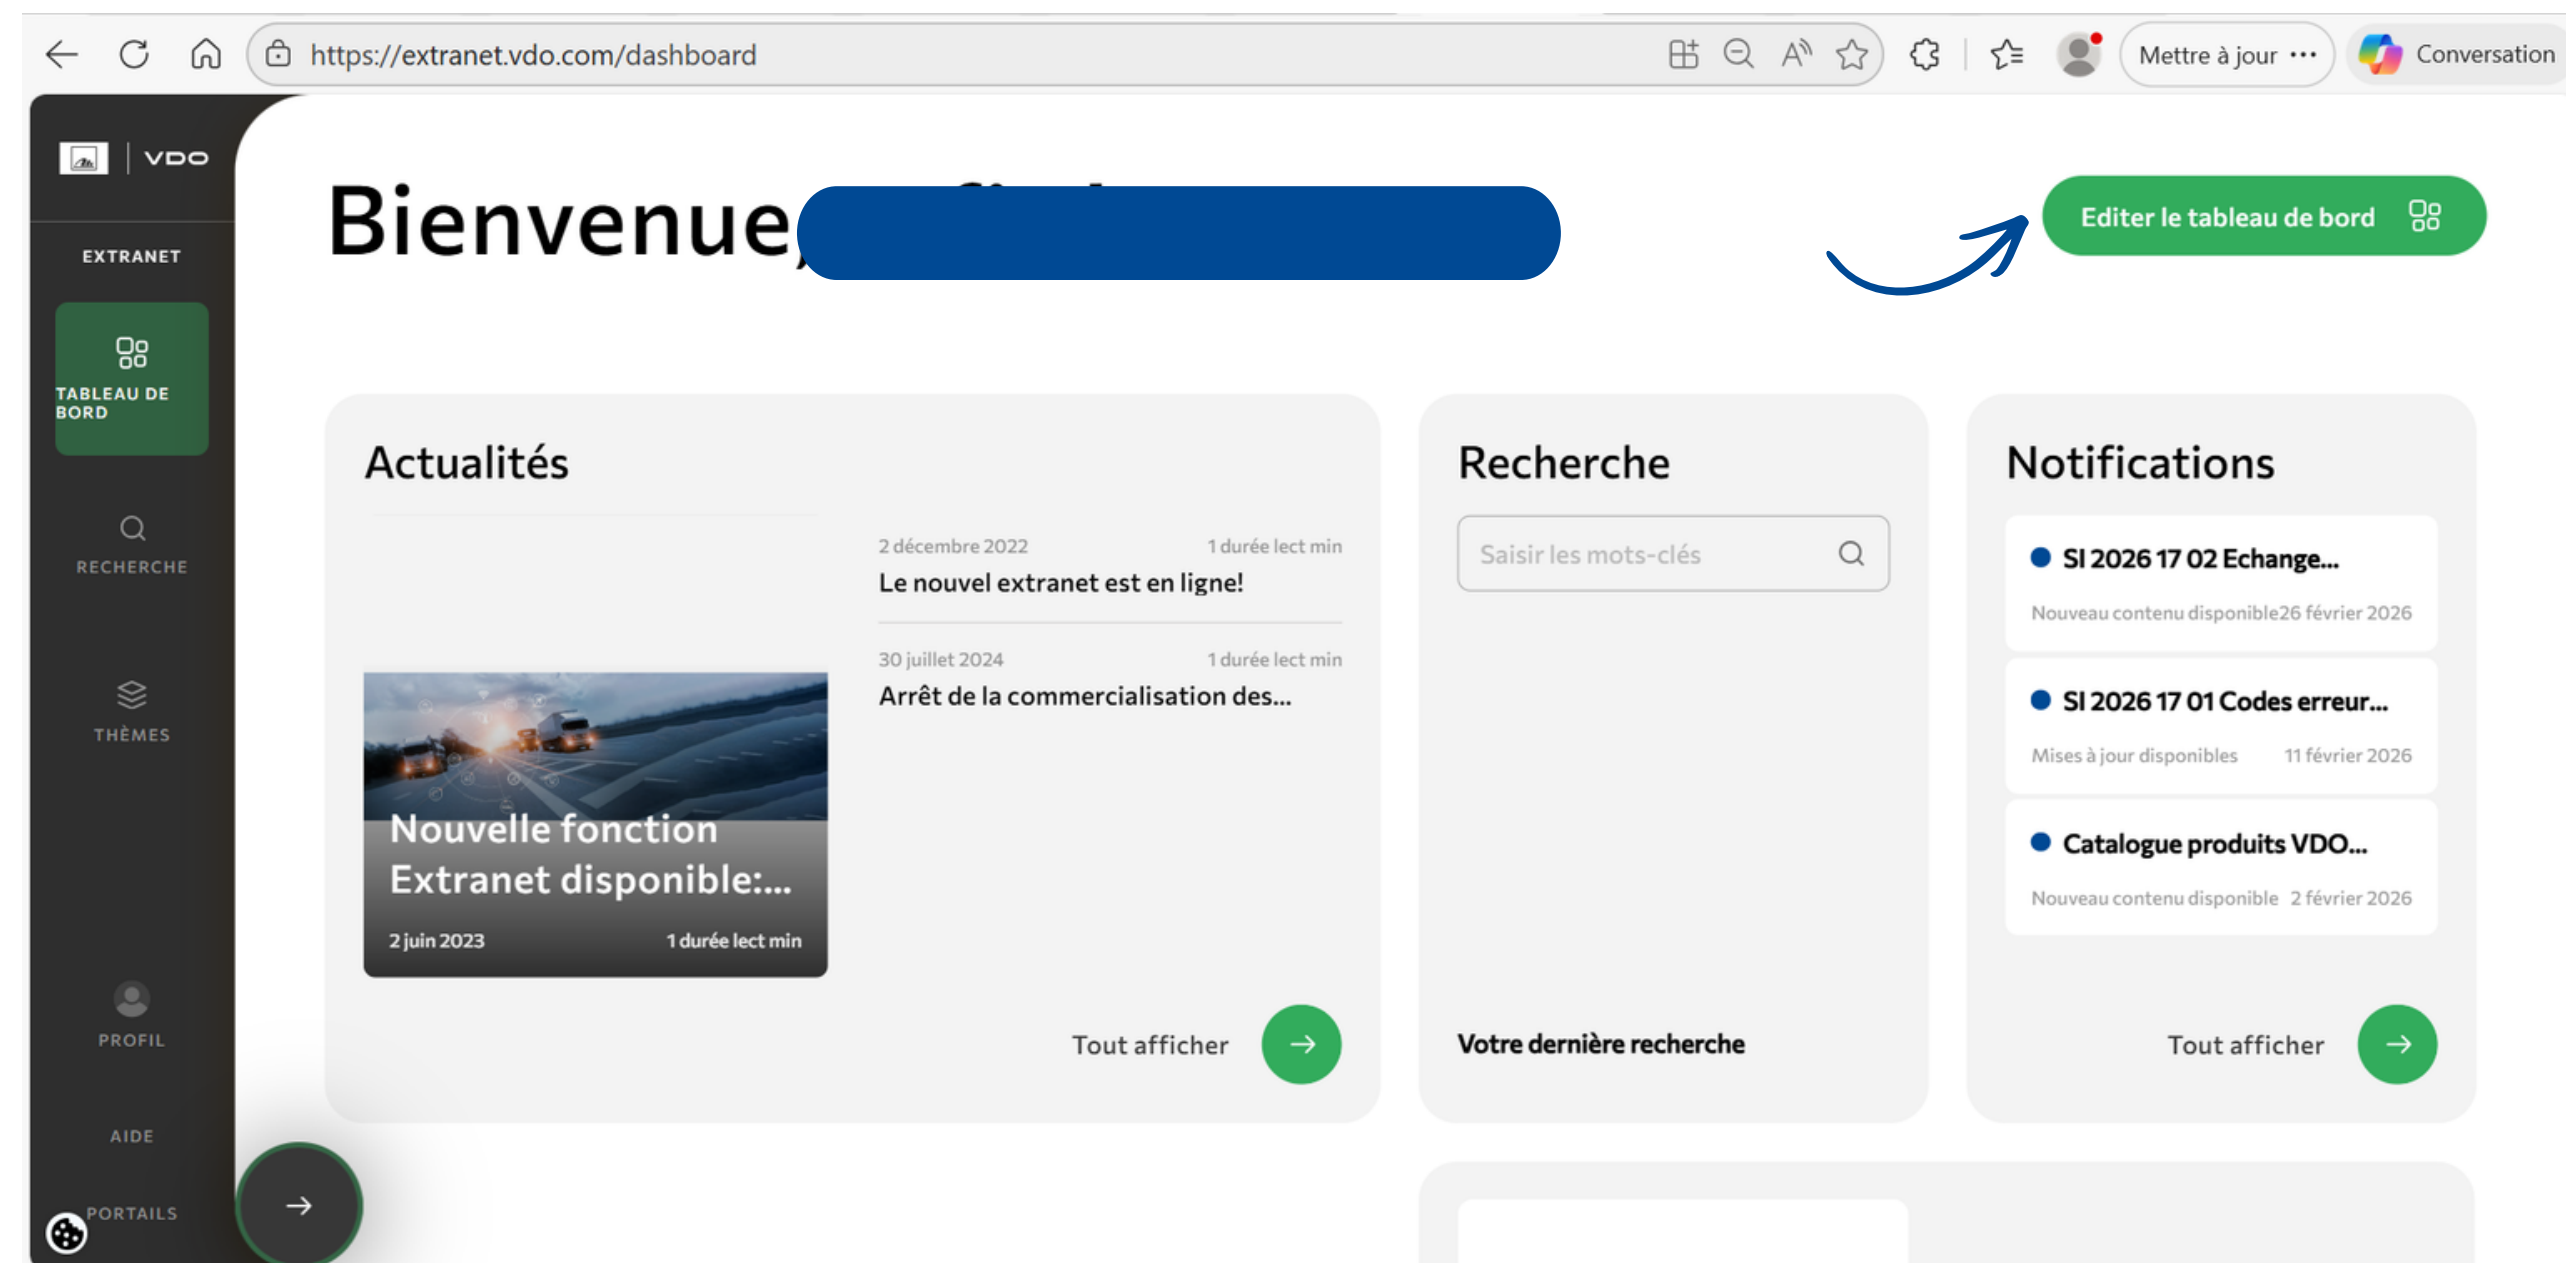 https://extranet.vdo.com/dashboard
Mettre à jour
Conversation
VDO
EXTRANET
TABLEAU DE
BORD
RECHERCHE
THÈMES
PROFIL
AIDE
PORTAILS
Bienvenue,
Editer le tableau de bord
Actualités
Nouvelle fonction
Extranet disponible:...
2 juin 2023 1 durée lect min
2 décembre 2022 1 durée lect min
Le nouvel extranet est en ligne!
30 juillet 2024 1 durée lect min
Arrêt de la commercialisation des...
Tout afficher
Recherche
Saisir les mots-clés
Votre dernière recherche
Notifications
SI 2026 17 02 Echange...
Nouveau contenu disponible 26 février 2026
SI 2026 17 01 Codes erreur...
Mises à jour disponibles 11 février 2026
Catalogue produits VDO...
Nouveau contenu disponible 2 février 2026
Tout afficher